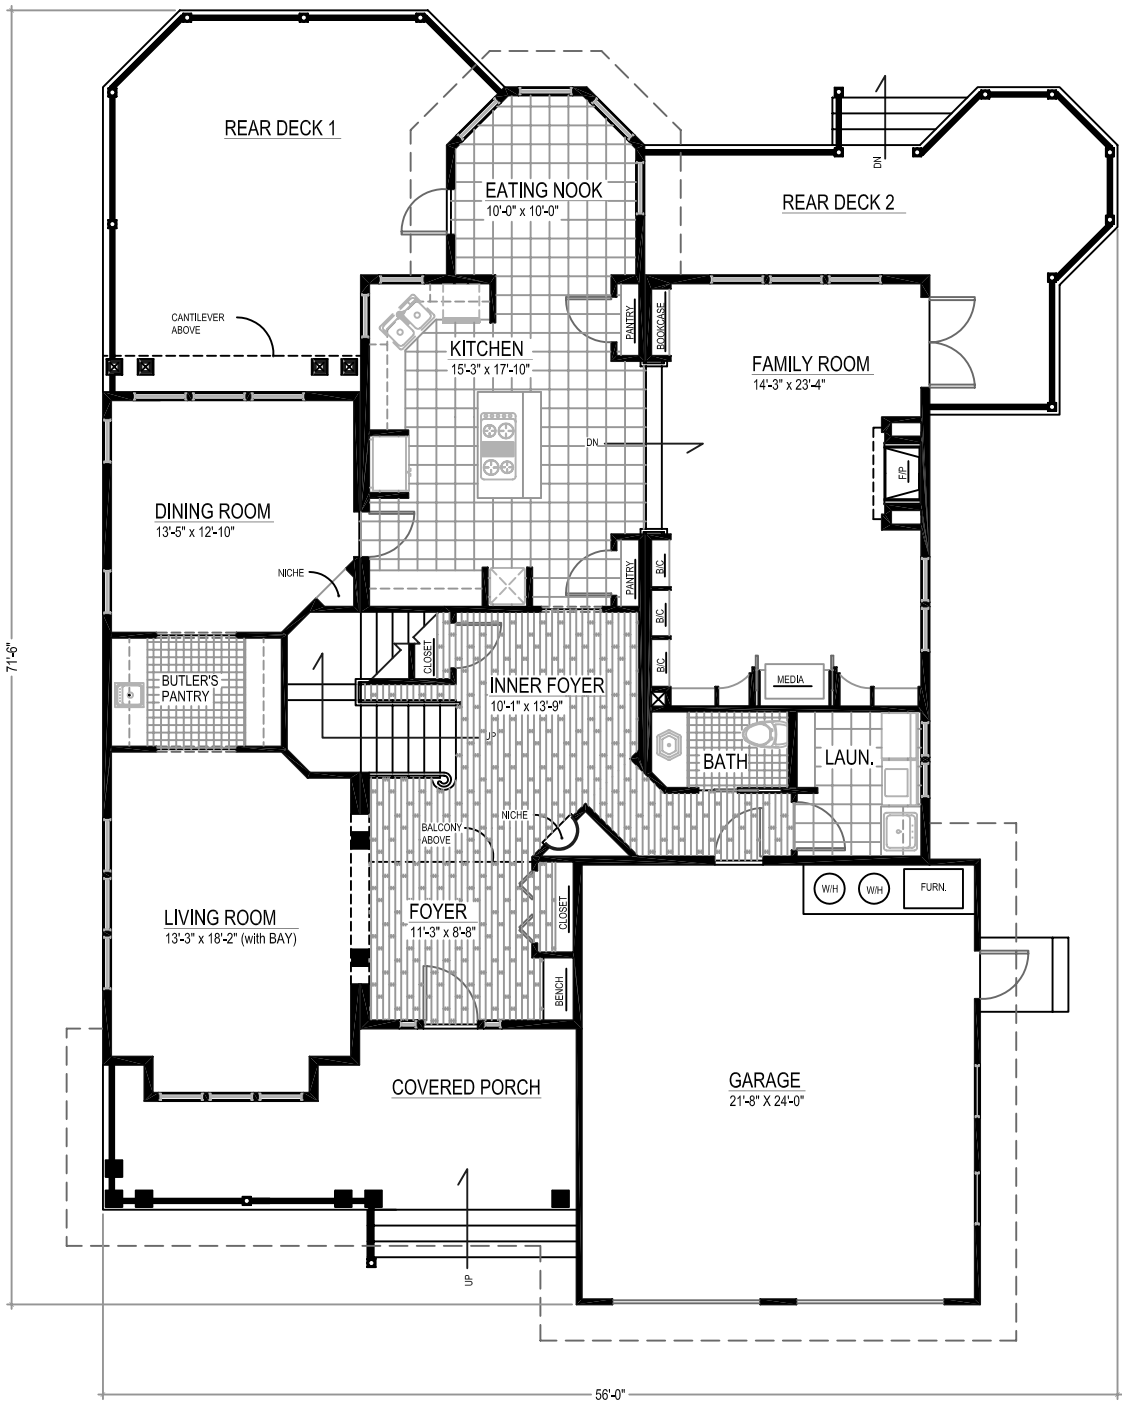 REAR DECK 1
EATING NOOK
10'-0" x 10'-0"
DN
REAR DECK 2
CANTILEVER
ABOVE
PANTRY
BOOKCASE
KITCHEN
15'-3" x 17'-10"
FAMILY ROOM
14'-3" x 23'-4"
DN
F/P
DINING ROOM
13'-5" x 12'-10"
NICHE
PANTRY
B/C
B/C
B/C
CLOSET
71'-6"
BUTLER'S
PANTRY
INNER FOYER
10'-1" x 13'-9"
MEDIA
UP
BATH
LAUN.
NICHE
BALCONY
ABOVE
W/H
W/H
FURN.
LIVING ROOM
13'-3" x 18'-2" (with BAY)
FOYER
11'-3" x 8'-8"
CLOSET
BENCH
COVERED PORCH
GARAGE
21'-8" X 24'-0"
UP
56'-0"